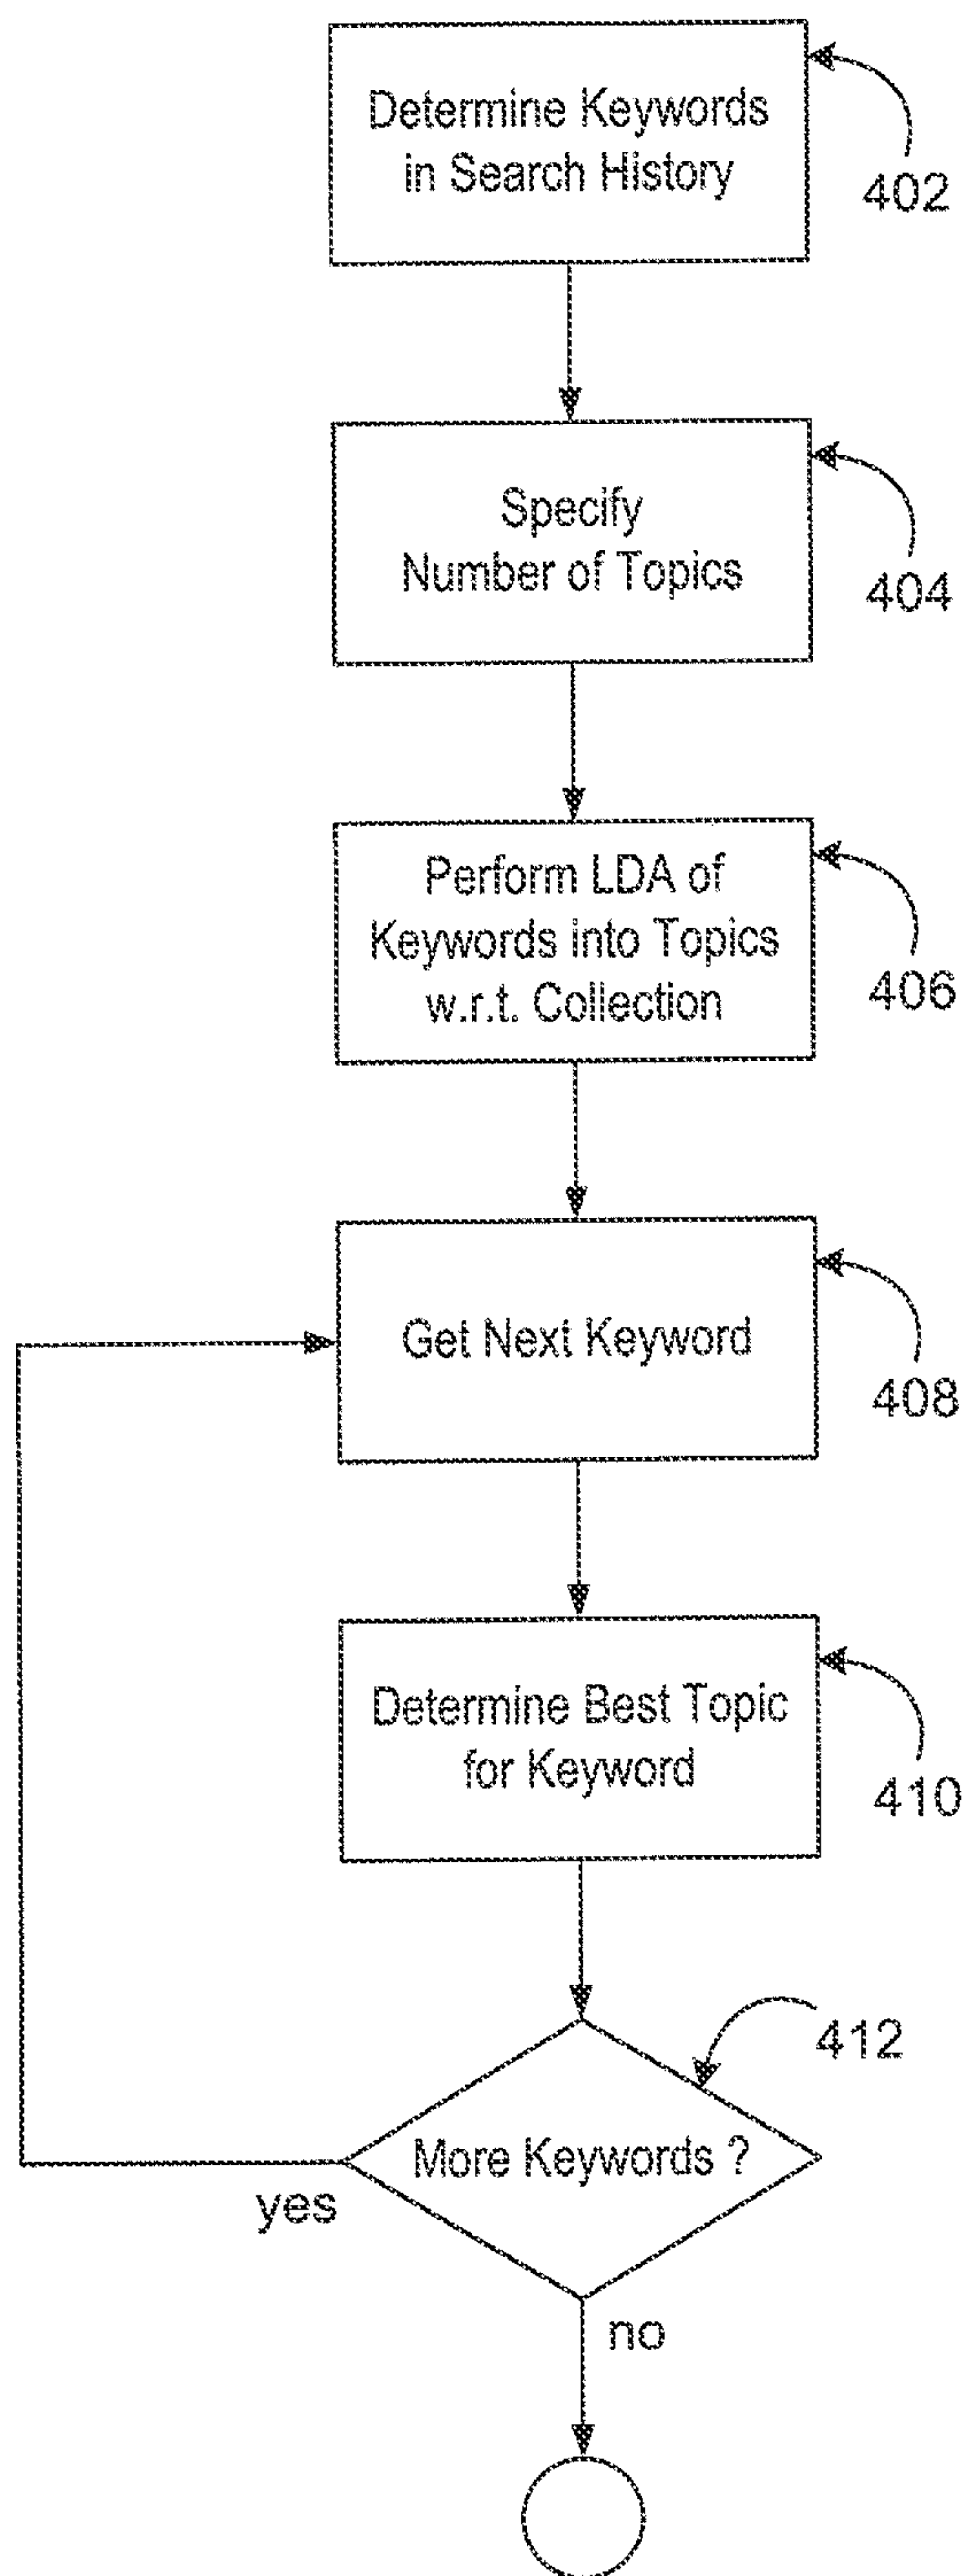 Determine Keywords
in Search History
402
Specify
Number of Topics
404
Perform LDA of
Keywords into Topics
w.r.t. Collection
406
Get Next Keyword
408
Determine Best Topic
for Keyword
410
412
More Keywords ?
yes
no